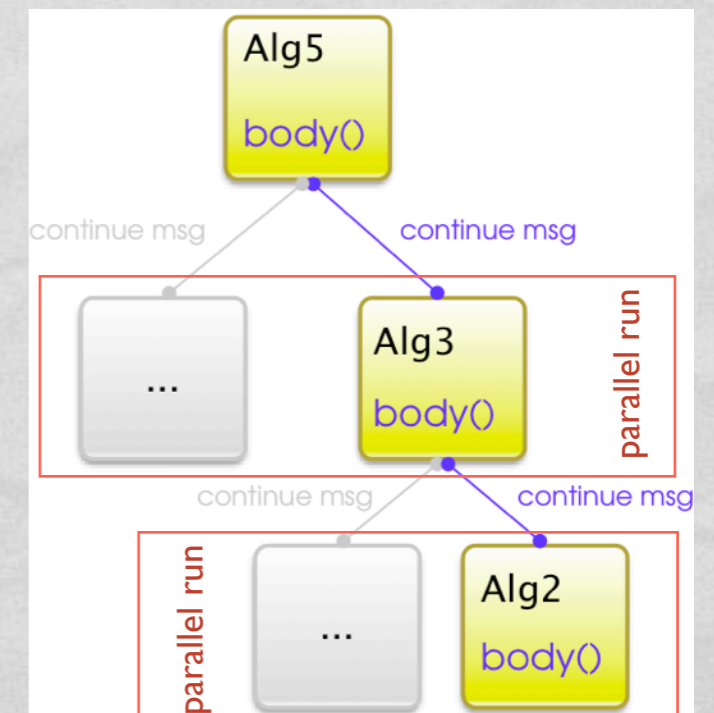 Alg5
body()
continue msg
continue msg
...
Alg3
body()
parallel run
continue msg
continue msg
parallel run
...
Alg2
body()